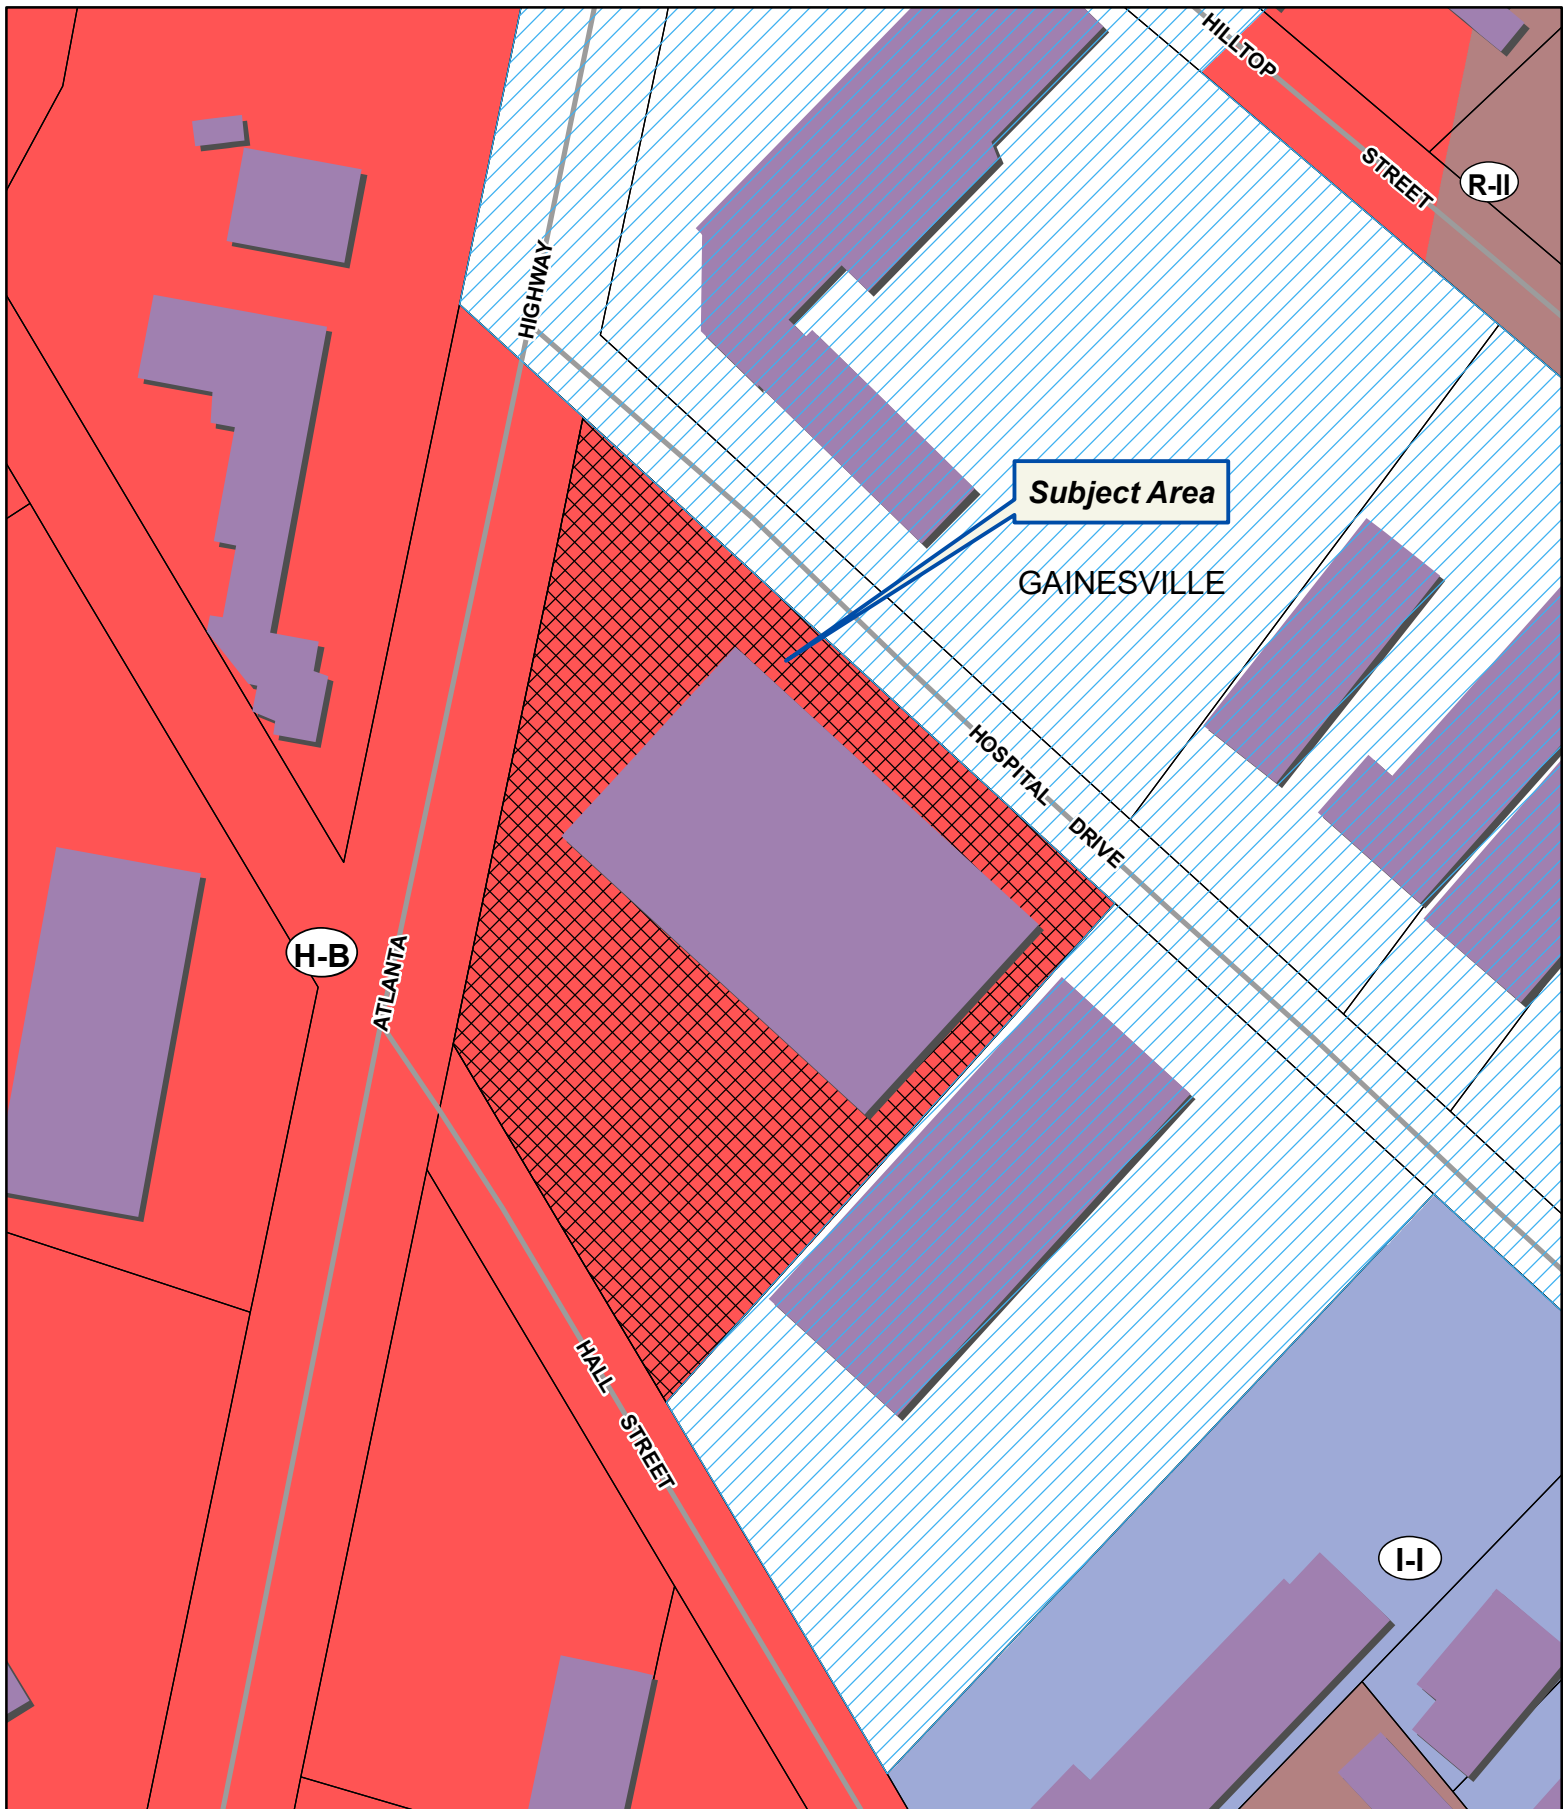 HILLTOP
STREET
R-II
HIGHWAY
Subject Area
GAINESVILLE
HOSPITAL
DRIVE
H-B
ATLANTA
HALL
STREET
I-I